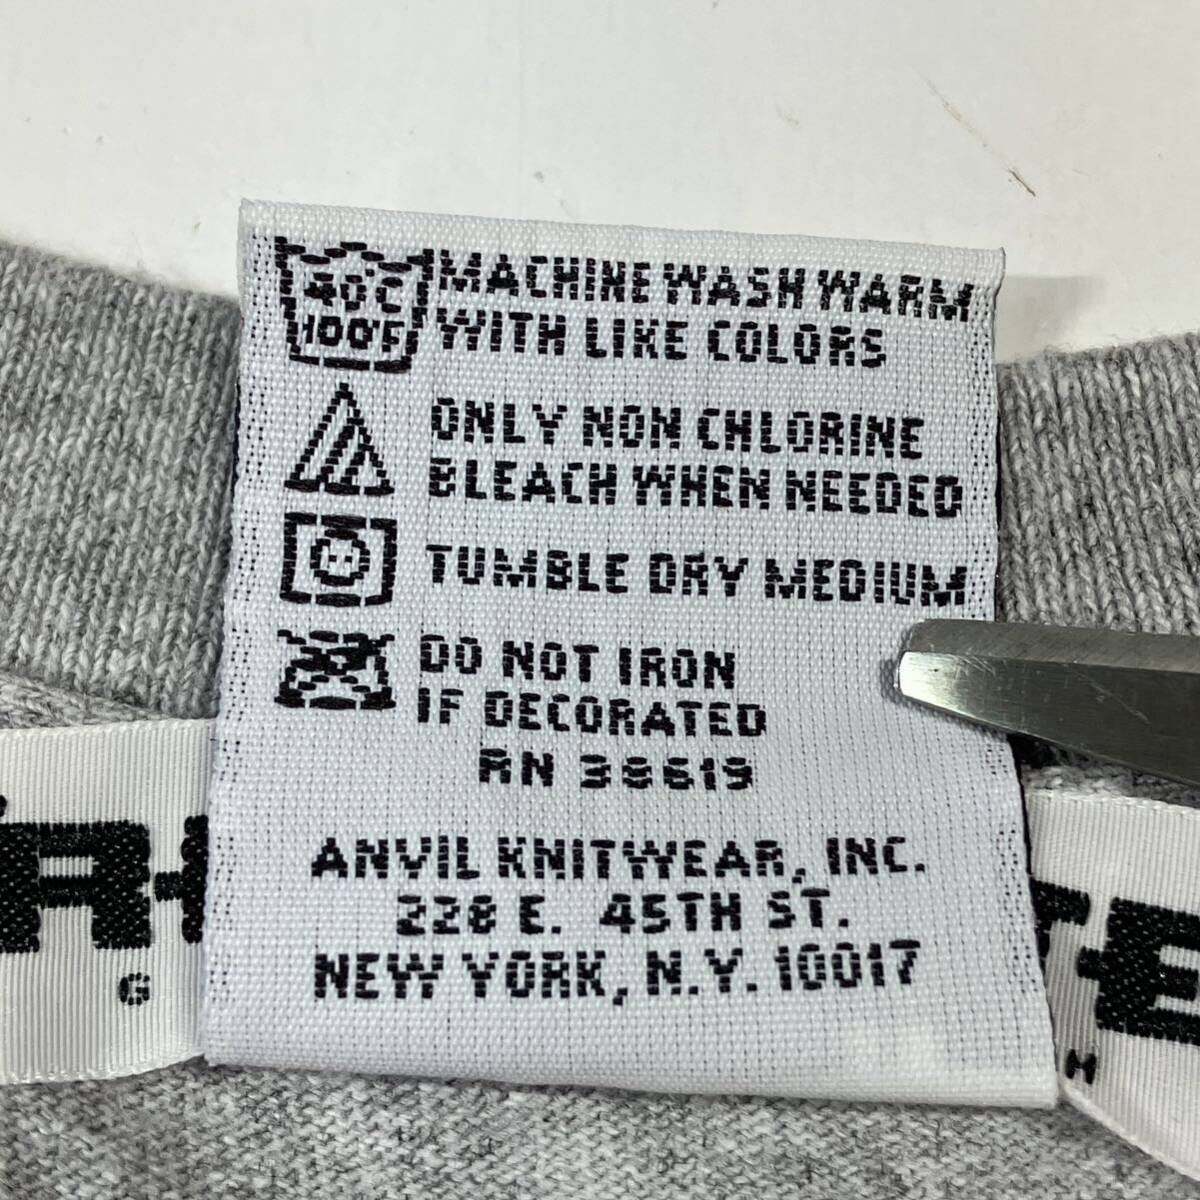 40°C
100°F
MACHINE WASH WARM
WITH LIKE COLORS
ONLY NON CHLORINE
BLEACH WHEN NEEDED
TUMBLE DRY MEDIUM
DO NOT IRON
IF DECORATED
RN 38619
ANVIL KNITWEAR, INC.
228 E. 45TH ST.
NEW YORK, N.Y. 10017
G
H